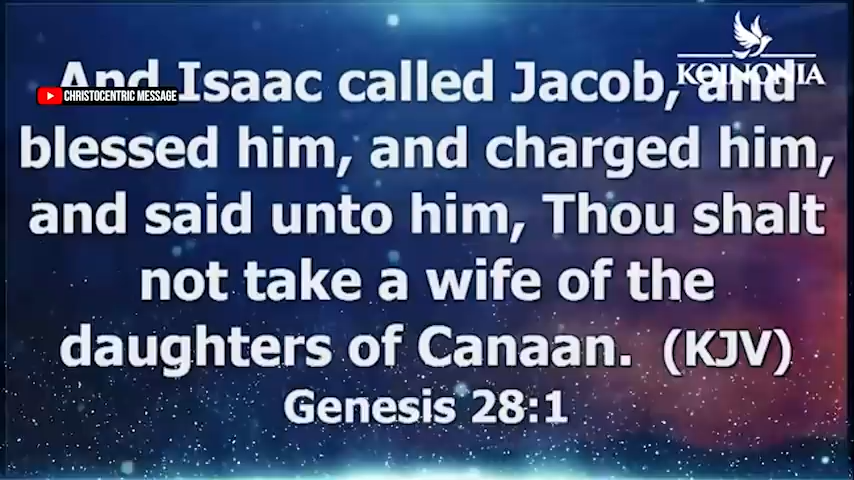 KOINONIA
CHRISTOCENTRIC MESSAGE
And Isaac called Jacob, and
blessed him, and charged him,
and said unto him, Thou shalt
not take a wife of the
daughters of Canaan. (KJV)
Genesis 28:1